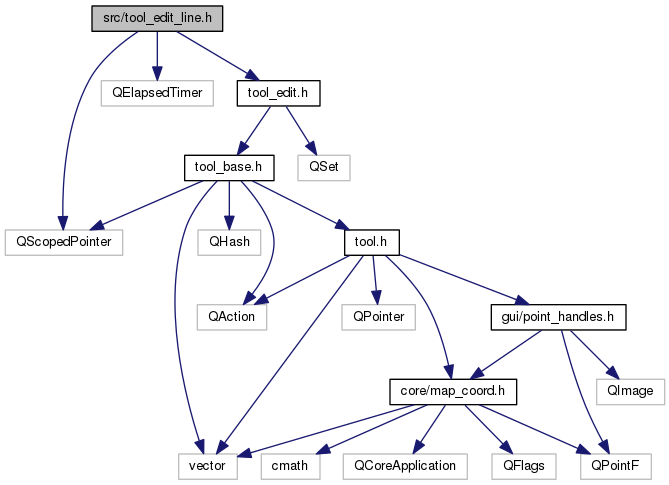 src/tool_edit_line.h
QElapsedTimer
tool_edit.h
tool_base.h
QSet
QScopedPointer
QHash
tool.h
QAction
QPointer
gui/point_handles.h
core/map_coord.h
QImage
vector
cmath
QCoreApplication
QFlags
QPointF